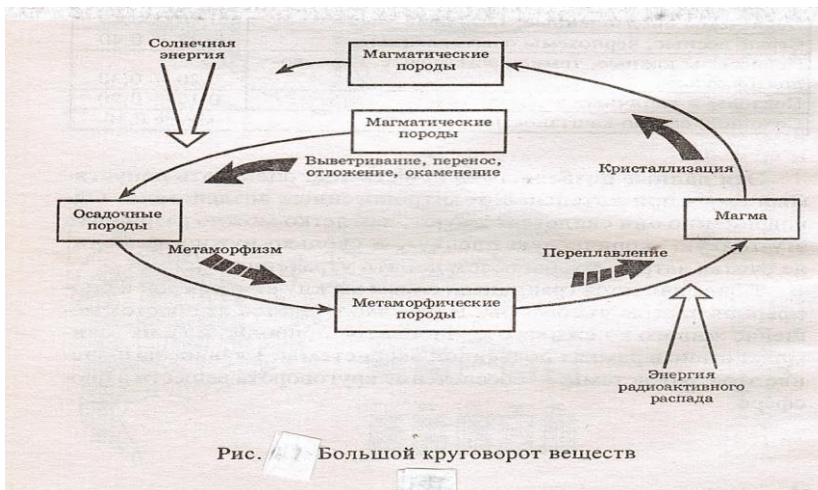 Солнечная
энергия
Магматические
породы
Магматические
породы
Выветривание, перенос,
отложение, окаменение
Кристаллизация
Осадочные
породы
Магма
Метаморфизм
Переплавление
Метаморфические
породы
Энергия
радиоактивного
распада
Рис. Большой круговорот веществ